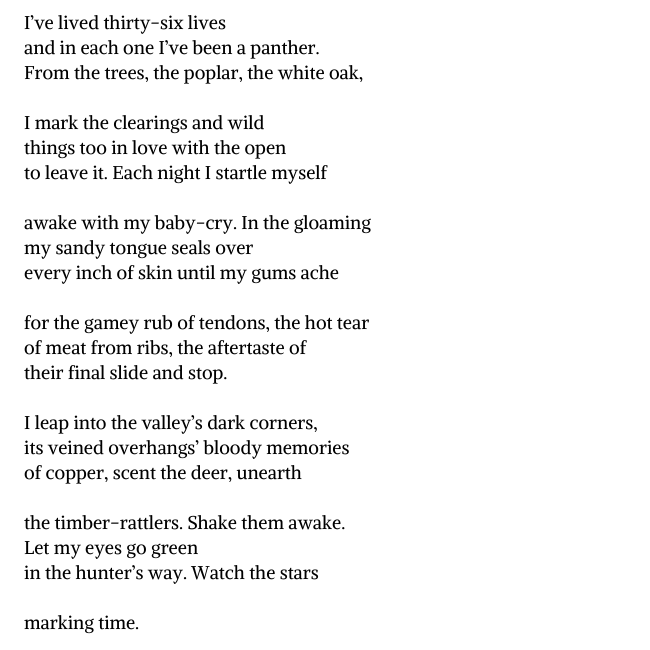 I’ve lived thirty-six lives
and in each one I’ve been a panther.
From the trees, the poplar, the white oak,
I mark the clearings and wild
things too in love with the open
to leave it. Each night I startle myself
awake with my baby-cry. In the gloaming
my sandy tongue seals over
every inch of skin until my gums ache
for the gamey rub of tendons, the hot tear
of meat from ribs, the aftertaste of
their final slide and stop.
I leap into the valley’s dark corners,
its veined overhangs’ bloody memories
of copper, scent the deer, unearth
the timber-rattlers. Shake them awake.
Let my eyes go green
in the hunter’s way. Watch the stars
marking time.